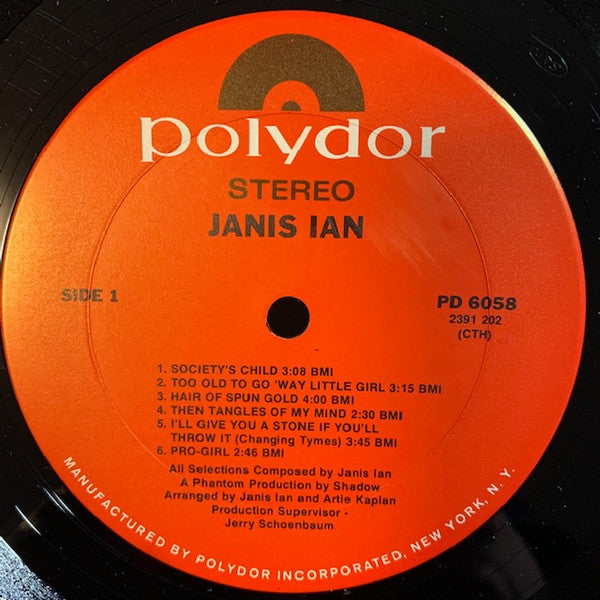 polydor
STEREO
JANIS IAN
SIDE 1
PD 6058
2391 202
(CTH)
1. SOCIETY'S CHILD 3:08 BMI
2. TOO OLD TO GO 'WAY LITTLE GIRL 3:15 BMI
3. HAIR OF SPUN GOLD 4:00 BMI
4. THEN TANGLES OF MY MIND 2:30 BMI
5. I'LL GIVE YOU A STONE IF YOU'LL
THROW IT (Changing Tymes) 3:45 BMI
6. PRO-GIRL 2:46 BMI
All Selections Composed by Janis Ian
A Phantom Production by Shadow
Arranged by Janis Ian and Artie Kaplan
Production Supervisor -
Jerry Schoenbaum
MANUFACTURED BY POLYDOR INCORPORATED, NEW YORK, N. Y.